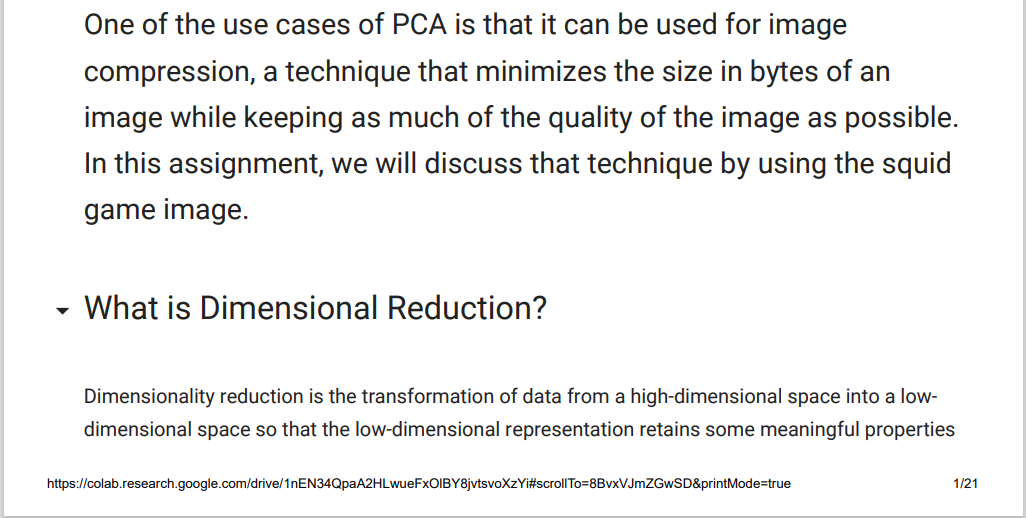 One of the use cases of PCA is that it can be used for image
compression, a technique that minimizes the size in bytes of an
image while keeping as much of the quality of the image as possible.
In this assignment, we will discuss that technique by using the squid
game image.
What is Dimensional Reduction?
Dimensionality reduction is the transformation of data from a high-dimensional space into a low-
dimensional space so that the low-dimensional representation retains some meaningful properties
https://colab.research.google.com/drive/1nEN34QpaA2HLwueFxOlBY8jvtsvoXzYi#scrollTo=8BvxVJmZGwSD&printMode=true 1/21